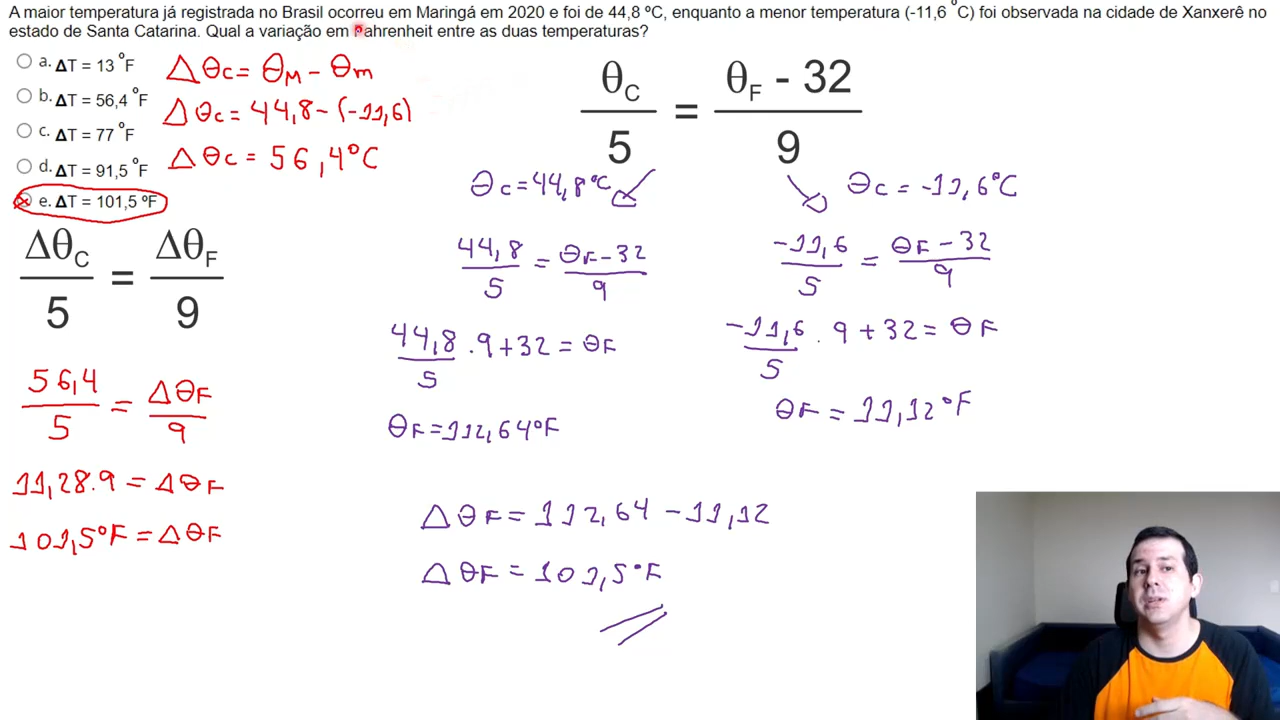 A maior temperatura já registrada no Brasil ocorreu em Maringá em 2020 e foi de 44,8 ºC, enquanto a menor temperatura (-11,6 °C) foi observada na cidade de Xanxerê no
estado de Santa Catarina. Qual a variação em Fahrenheit entre as duas temperaturas?
a. ΔT = 13 °F
b. ΔT = 56,4 °F
c. ΔT = 77 °F
d. ΔT = 91,5 °F
e. ΔT = 101,5 ºF
Δθc = θM - θm
Δθc = 44,8 - (-11,6)
Δθc = 56,4°C
ΔθC / 5 = ΔθF / 9
56,4 / 5 = ΔθF / 9
11,28.9 = ΔθF
101,5°F = ΔθF
θC / 5 = θF - 32 / 9
θc = 44,8°C
44,8 / 5 = θF - 32 / 9
44,8 / 5 . 9 + 32 = θF
θF = 112,64°F
θc = -11,6°C
-11,6 / 5 = θF - 32 / 9
-11,6 / 5 . 9 + 32 = θF
θF = 11,12°F
ΔθF = 112,64 - 11,12
ΔθF = 101,5°F